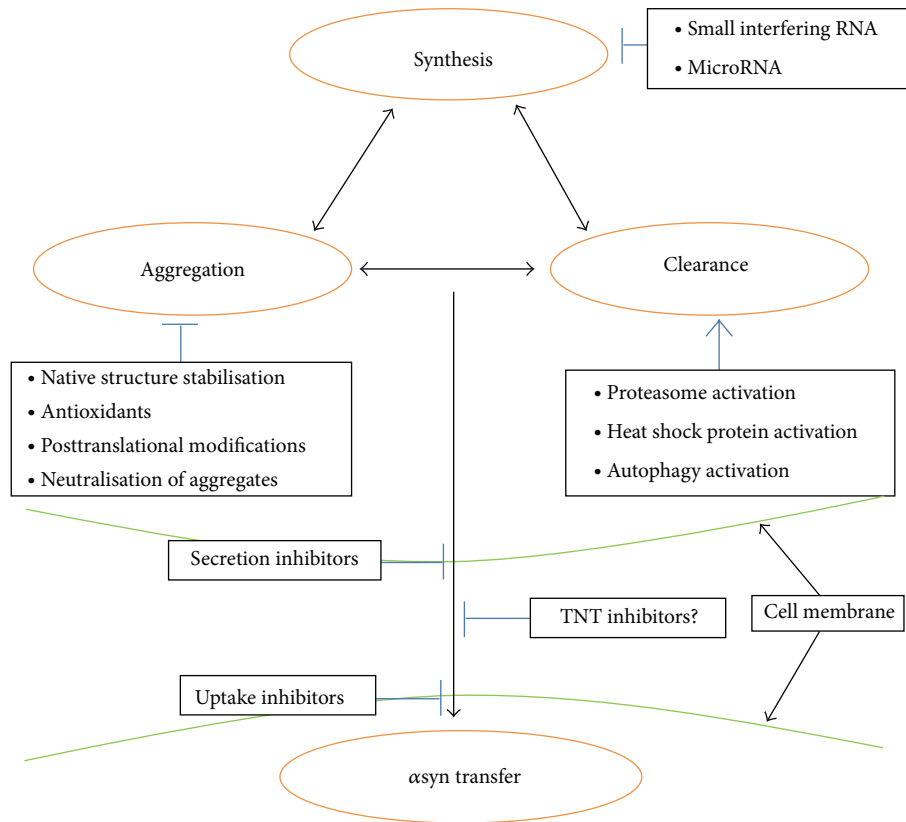 Synthesis
• Small interfering RNA
• MicroRNA
Aggregation
Clearance
• Native structure stabilisation
• Antioxidants
• Posttranslational modifications
• Neutralisation of aggregates
• Proteasome activation
• Heat shock protein activation
• Autophagy activation
Secretion inhibitors
TNT inhibitors?
Cell membrane
Uptake inhibitors
αsyn transfer